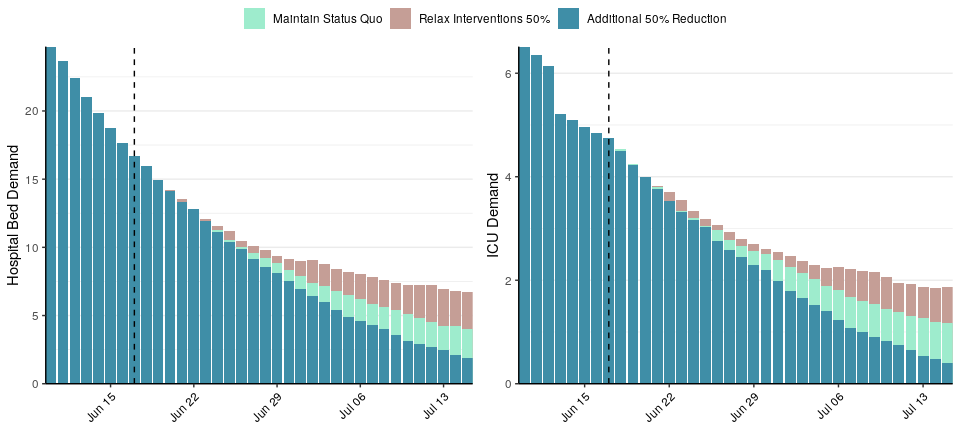 Maintain Status Quo Relax Interventions 50% Additional 50% Reduction
Hospital Bed Demand
20
15
10
5
0
Jun 15 Jun 22 Jun 29 Jul 06 Jul 13
ICU Demand
6
4
2
0
Jun 15 Jun 22 Jun 29 Jul 06 Jul 13